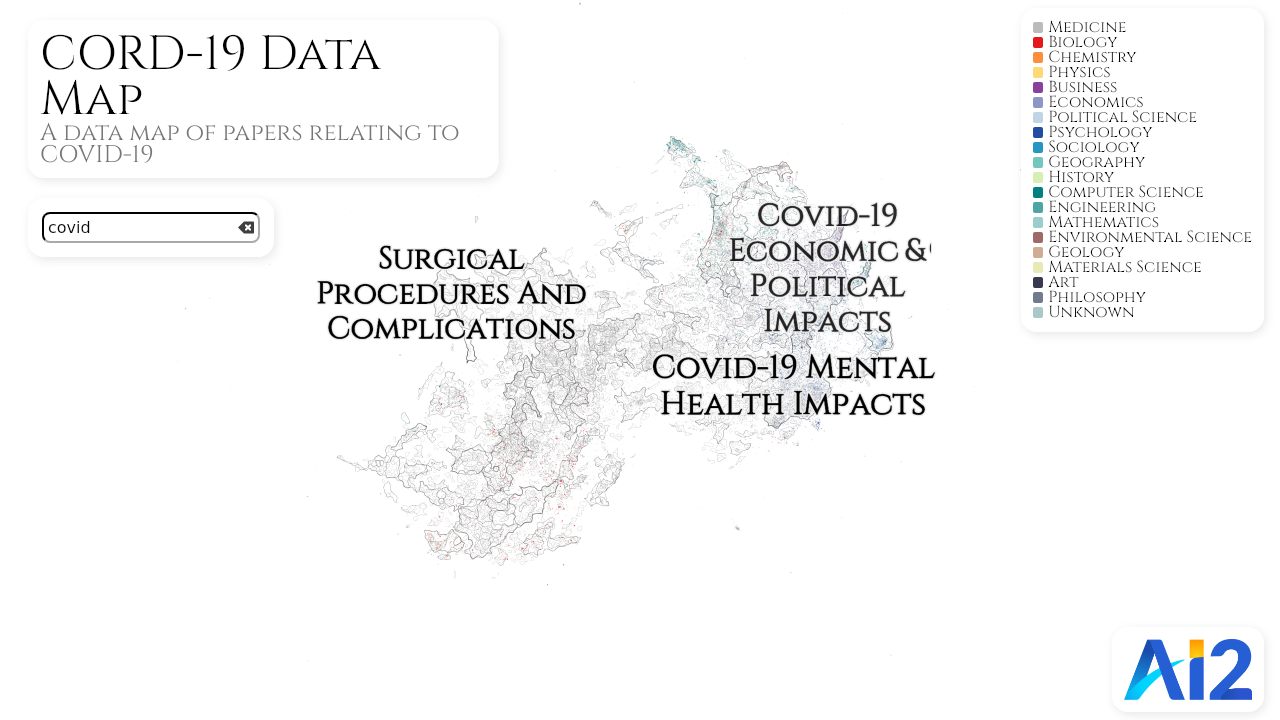 CORD-19 Data
Map
A data map of papers relating to
COVID-19
covid
Surgical
Procedures And
Complications
Covid-19
Economic &
Political
Impacts
Covid-19 Mental
Health Impacts
Medicine
Biology
Chemistry
Physics
Business
Economics
Political Science
Psychology
Sociology
Geography
History
Computer Science
Engineering
Mathematics
Environmental Science
Geology
Materials Science
Art
Philosophy
Unknown
Ai2